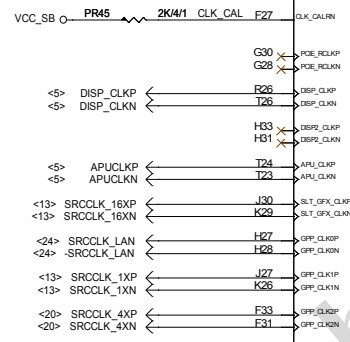 VCC_SB PR45 2K/4/1 CLK_CAL F27 CLK_CALRN
G30 PCIE_RCLKP
G28 PCIE_RCLKN
<5> DISP_CLKP R26 DISP_CLKP
<5> DISP_CLKN T26 DISP_CLKN
H33 DISP2_CLKP
H31 DISP2_CLKN
<5> APUCLKP T24 APU_CLKP
<5> APUCLKN T23 APU_CLKN
<13> SRCCLK_16XP J30 SLT_GFX_CLKP
<13> SRCCLK_16XN K29 SLT_GFX_CLKN
<24> SRCCLK_LAN H27 GPP_CLK0P
<24> -SRCCLK_LAN H28 GPP_CLK0N
<13> SRCCLK_1XP J27 GPP_CLK1P
<13> SRCCLK_1XN K26 GPP_CLK1N
<20> SRCCLK_4XP F33 GPP_CLK2P
<20> SRCCLK_4XN F31 GPP_CLK2N